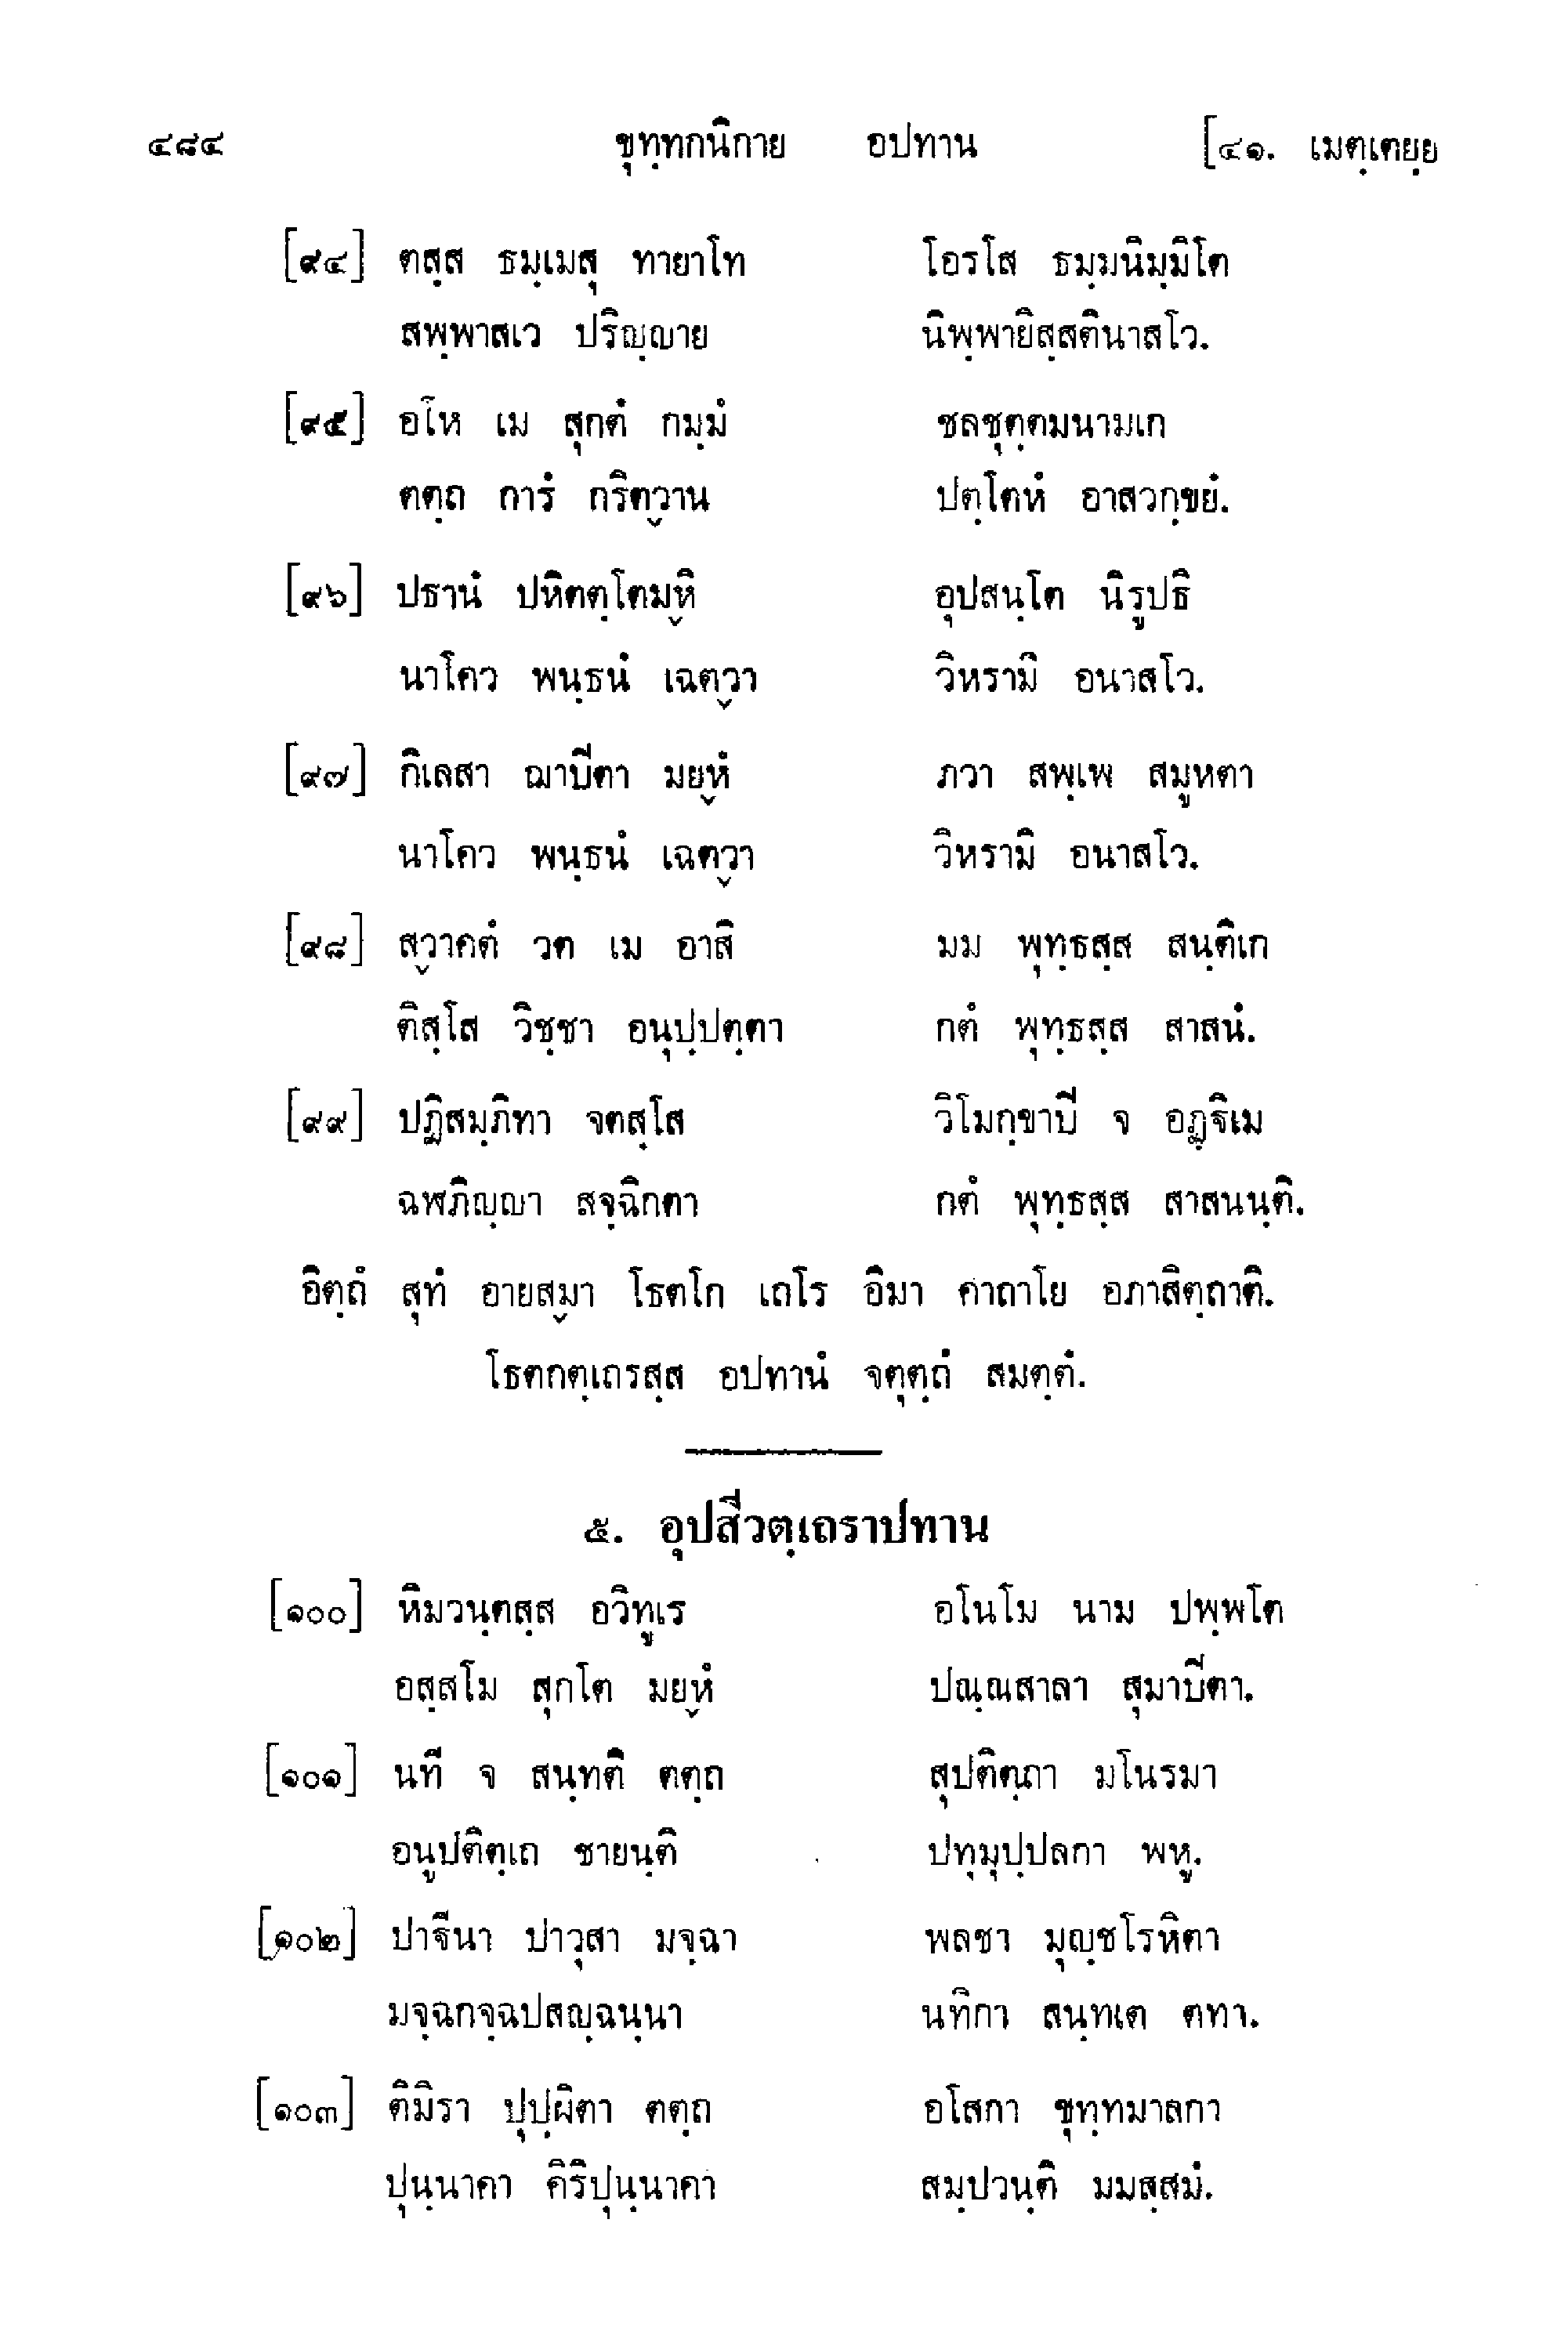 ๔๘๔ ขุทฺทกนิกาย อปทาน [๔๑. เมตฺเตยฺย
[๙๔] ตสฺส ธมฺเมสุ ทายาโท โอรโส ธมฺมนิมฺมิโต
สพฺพาสเว ปริญฺญาย นิพฺพายิสฺสตินาสโว.
[๙๕] อโห เม สุกตํ กมฺมํ ชลชุตฺตมนามเก
ตตฺถ การํ กริตฺวาน ปตฺโตหํ อาสวกฺขยํ.
[๙๖] ปธานํ ปหิตตฺโตมฺหิ อุปสนฺโต นิรูปธิ
นาโคว พนฺธนํ เฉตฺวา วิหรามิ อนาสโว.
[๙๗] กิเลสา ฌาปีตา มยฺหํ ภวา สพฺเพ สมูหตา
นาโคว พนฺธนํ เฉตฺวา วิหรามิ อนาสโว.
[๙๘] สฺวาคตํ วต เม อาสิ มม พุทฺธสฺส สนฺติเก
ติสฺโส วิชฺชา อนุปฺปตฺตา กตํ พุทฺธสฺส สาสนํ.
[๙๙] ปฏิสมฺภิทา จตสฺโส วิโมกฺขาปี จ อฏฺฐิเม
ฉฬภิญฺญา สจฺฉิกตา กตํ พุทฺธสฺส สาสนนฺติ.
อิตฺถํ สุทํ อายสฺมา โธตโก เถโร อิมา คาถาโย อภาสิตฺถาติ.
โธตกตฺเถรสฺส อปทานํ จตุตฺถํ สมตฺตํ.
๕. อุปสีวตฺเถราปทาน
[๑๐๐] หิมวนฺตสฺส อวิทูเร อโนโม นาม ปพฺพโต
อสฺสโม สุกโต มยฺหํ ปณฺณสาลา สุมาปีตา.
[๑๐๑] นที จ สนฺทติ ตตฺถ สุปติตฺถา มโนรมา
อนูปติตฺเถ ชายนฺติ ปทุมุปฺปลกา พหู.
[๑๐๒] ปาฐีนา ปาวุสา มจฺฉา พลชา มุญฺชโรหิตา
มจฺฉกจฺฉปสญฺฉนฺนา นทิกา สนฺทเต ตทา.
[๑๐๓] ติมิรา ปุปฺผิตา ตตฺถ อโสกา ขุทฺทมาลกา
ปุนฺนาคา คิริปุนฺนาคา สมฺปวนฺติ มมสฺสมํ.